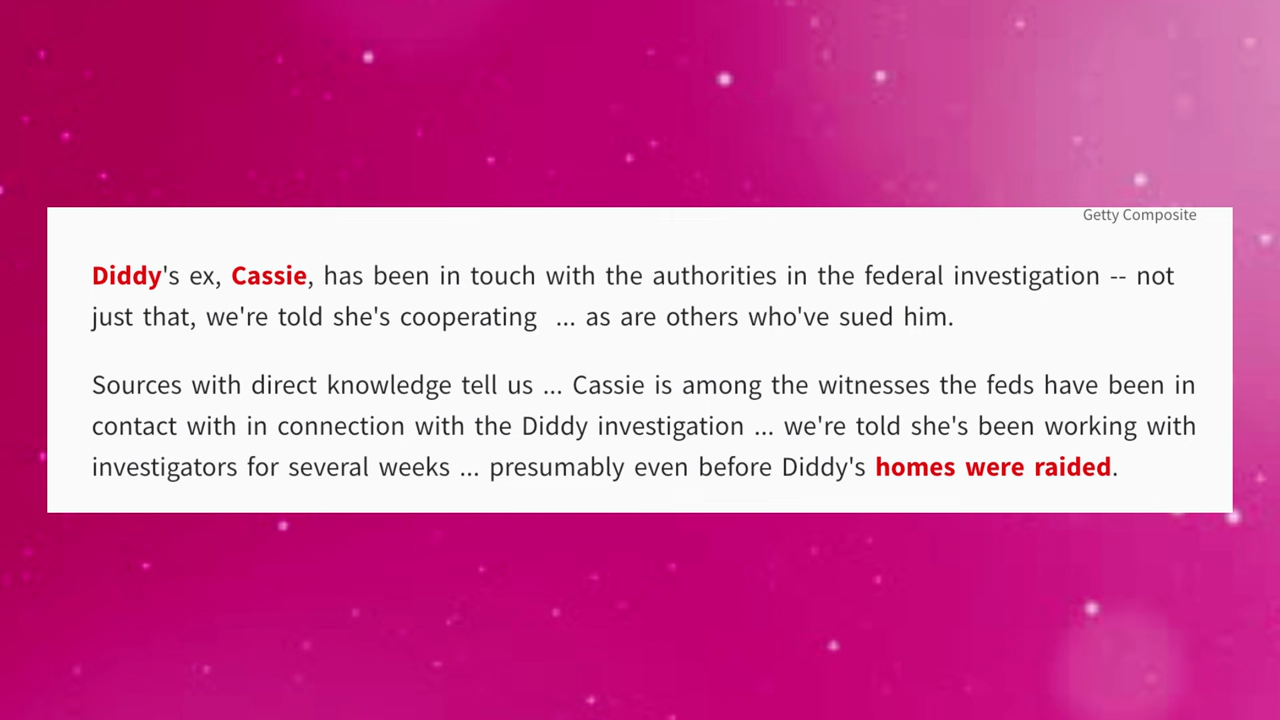 Getty Composite
Diddy's ex, Cassie, has been in touch with the authorities in the federal investigation -- not
just that, we're told she's cooperating ... as are others who've sued him.
Sources with direct knowledge tell us ... Cassie is among the witnesses the feds have been in
contact with in connection with the Diddy investigation ... we're told she's been working with
investigators for several weeks ... presumably even before Diddy's homes were raided.